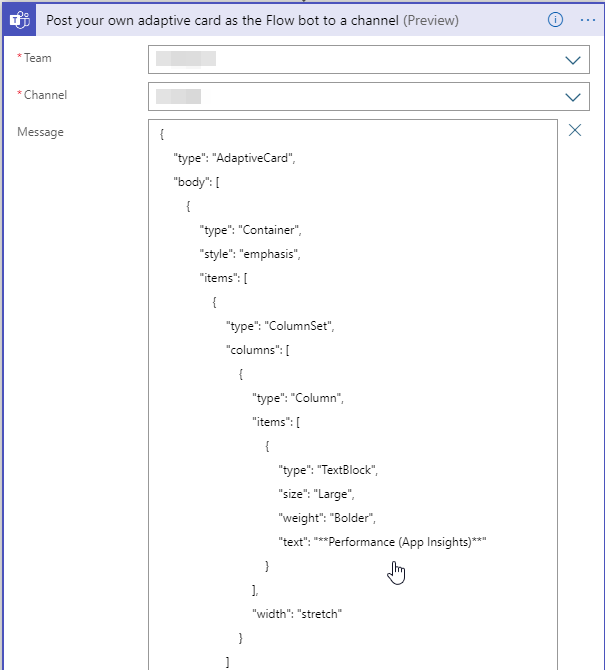 Post your own adaptive card as the Flow bot to a channel (Preview)
* Team
* Channel
Message
{
"type": "AdaptiveCard",
"body": [
{
"type": "Container",
"style": "emphasis",
"items": [
{
"type": "ColumnSet",
"columns": [
{
"type": "Column",
"items": [
{
"type": "TextBlock",
"size": "Large",
"weight": "Bolder",
"text": "**Performance (App Insights)**"
}
],
"width": "stretch"
}
]